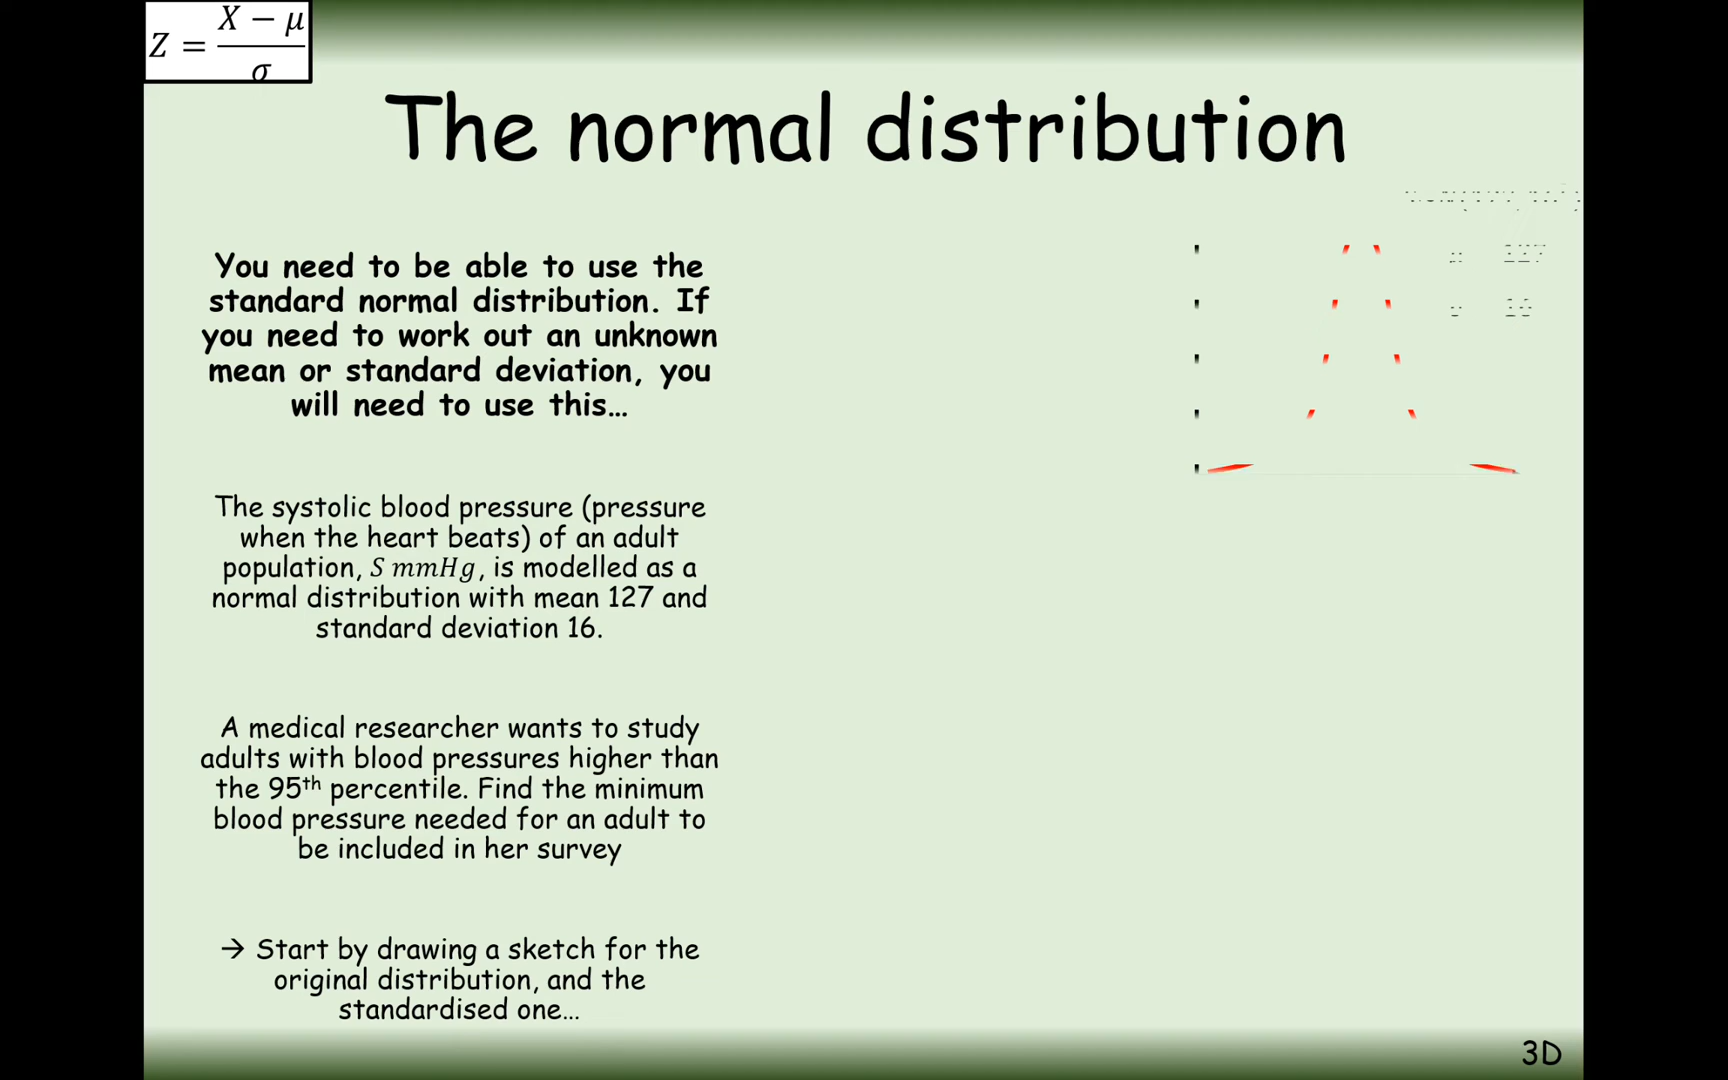 Z = X − μ / σ
The normal distribution
You need to be able to use the
standard normal distribution. If
you need to work out an unknown
mean or standard deviation, you
will need to use this…
The systolic blood pressure (pressure
when the heart beats) of an adult
population, S mmHg, is modelled as a
normal distribution with mean 127 and
standard deviation 16.
A medical researcher wants to study
adults with blood pressures higher than
the 95th percentile. Find the minimum
blood pressure needed for an adult to
be included in her survey
→ Start by drawing a sketch for the
original distribution, and the
standardised one…
3D